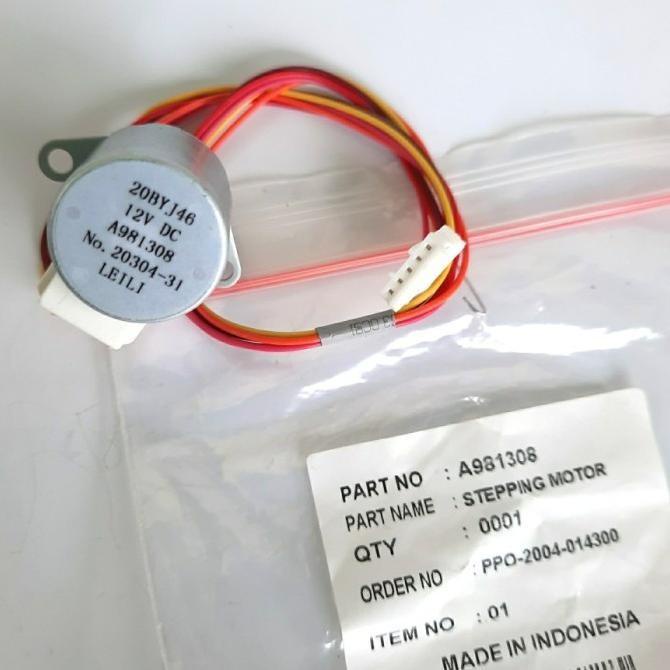 20BYJ46
12V DC
A981308
No. 20304-31
LEILI
PART NO : A981308
PART NAME : STEPPING MOTOR
QTY : 0001
ORDER NO : PPO-2004-014300
ITEM NO : 01
MADE IN INDONESIA